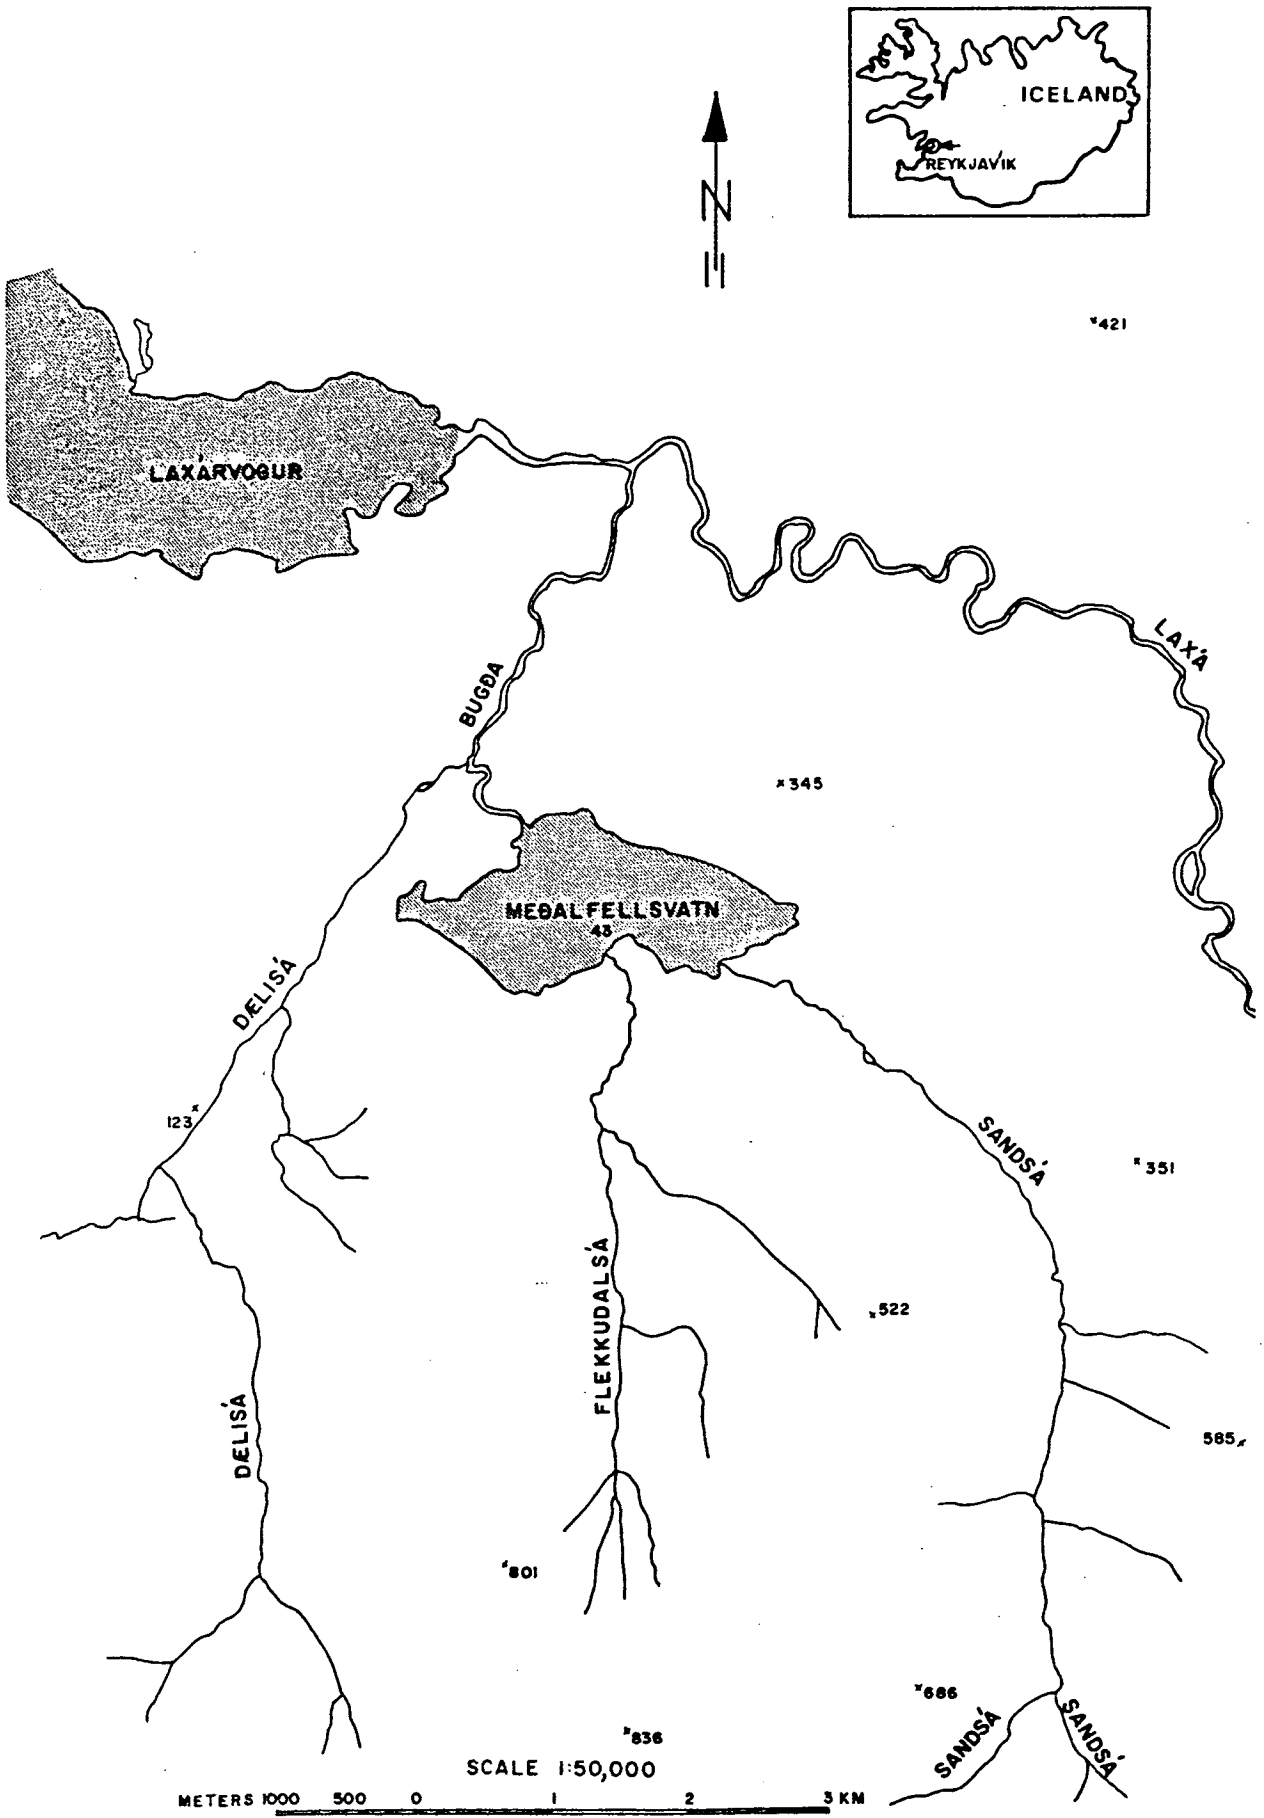 ICELAND
REYKJAVÍK
N
421
LAXÁRVOGUR
LAXÁ
BUGÐA
345
MEÐALFELLSVATN
43
DÆLISÁ
123
SANDSÁ
351
FLEKKUDALSÁ
522
DÆLISÁ
585
801
686
SANDSÁ
SANDSÁ
836
SCALE 1:50,000
METERS 1000 500 0 1 2 3 KM